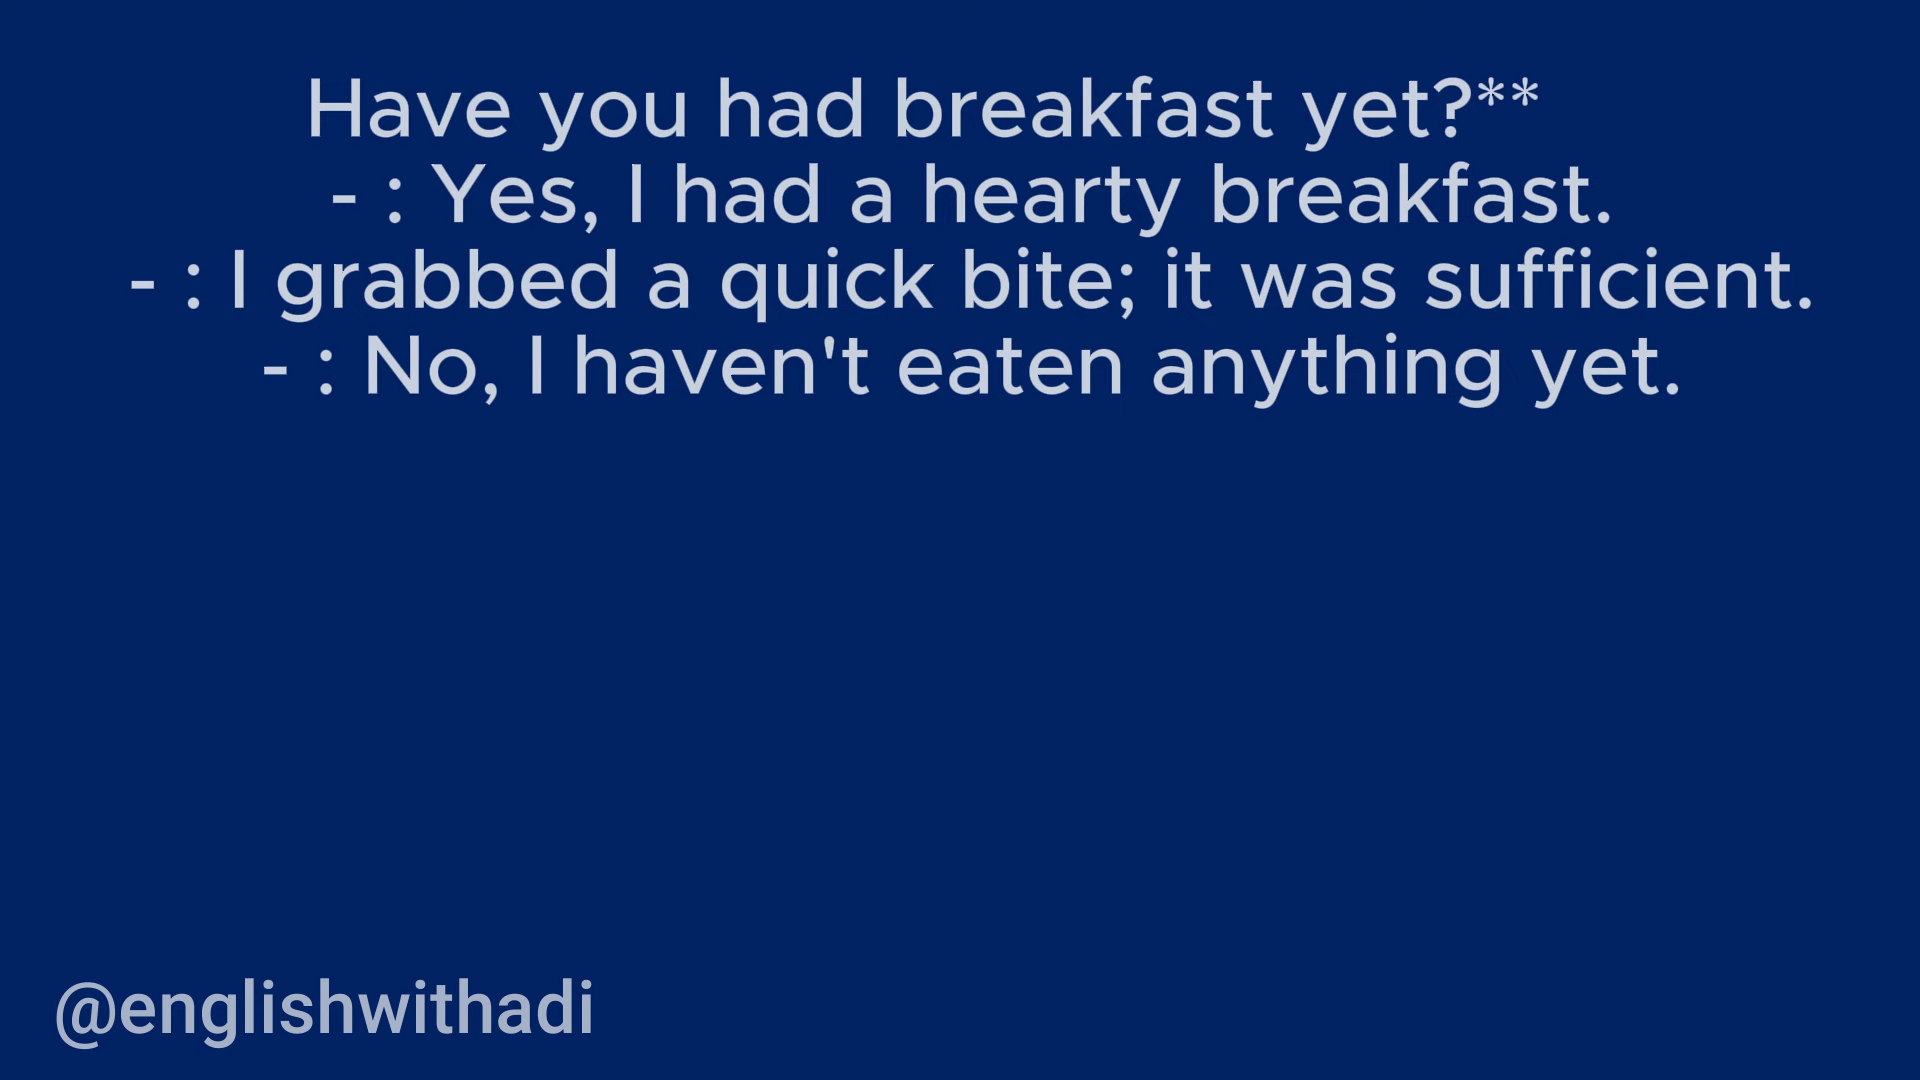 Have you had breakfast yet?**
- : Yes, I had a hearty breakfast.
- : I grabbed a quick bite; it was sufficient.
- : No, I haven't eaten anything yet.
@englishwithadi